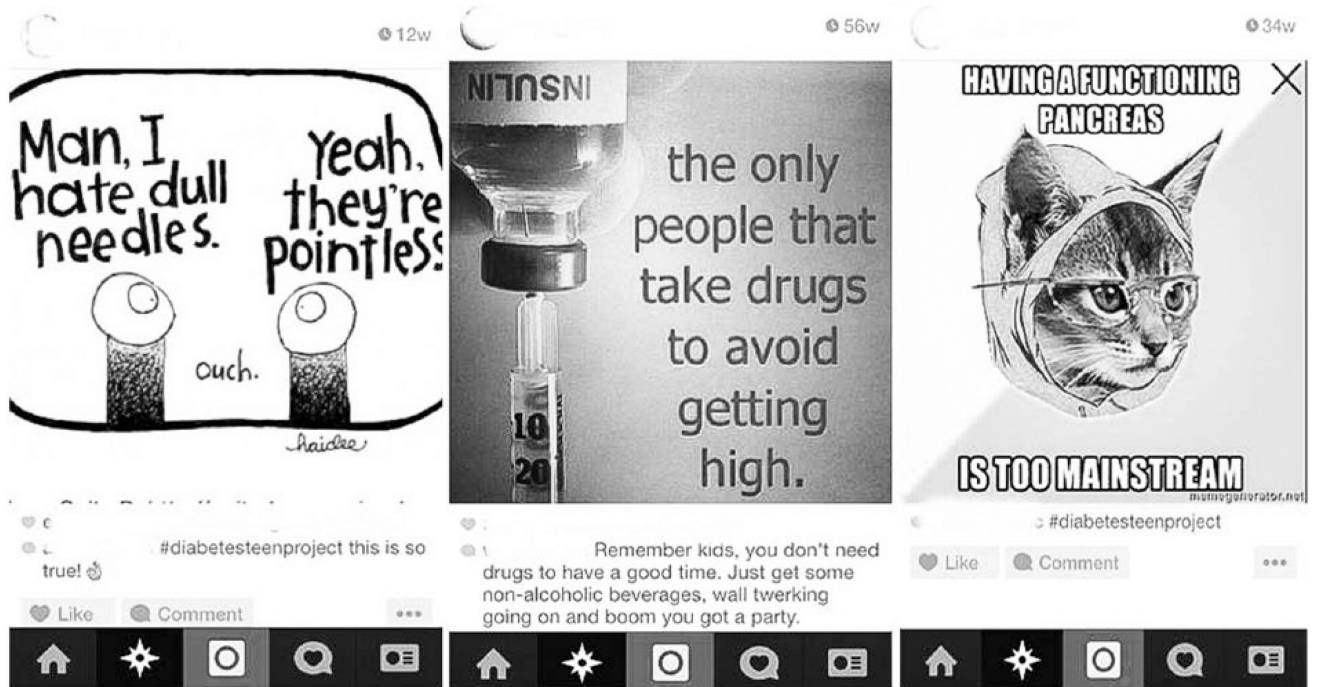 12w
Man, I
hate dull
needles.
Yeah,
they're
pointless
ouch.
haidee
#diabetesteenproject this is so
true! 👌
Like
Comment
56w
INSULIN
10
20
the only
people that
take drugs
to avoid
getting
high.
Remember kids, you don't need
drugs to have a good time. Just get some
non-alcoholic beverages, wall twerking
going on and boom you got a party.
34w
HAVING A FUNCTIONING
PANCREAS
IS TOO MAINSTREAM
memegenerator.net
#diabetesteenproject
Like
Comment